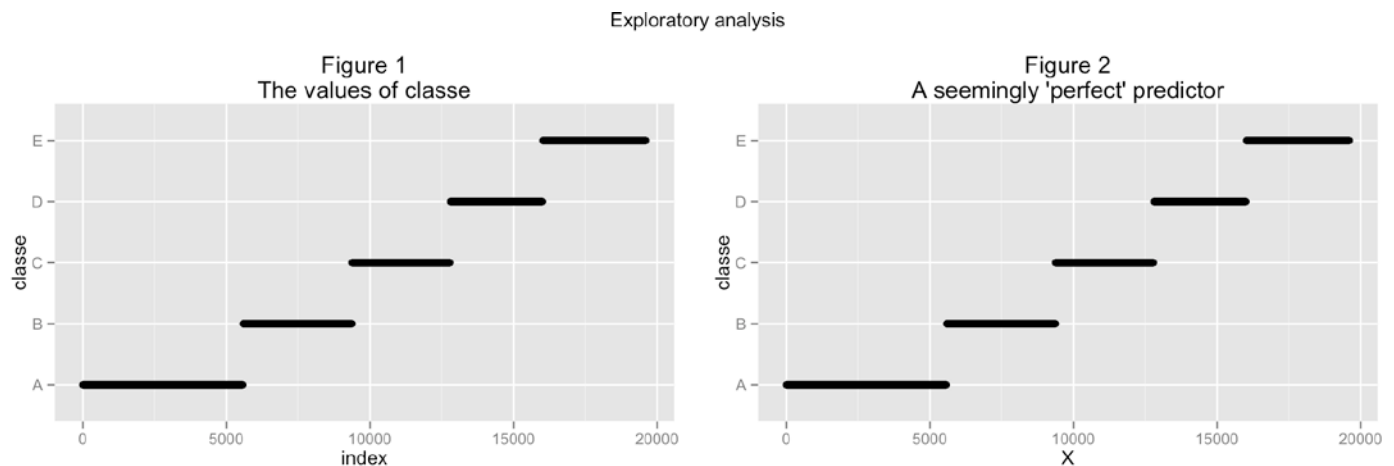 Exploratory analysis
Figure 1
The values of classe
E
D
C
B
A
classe
0 5000 10000 15000 20000
index
Figure 2
A seemingly 'perfect' predictor
E
D
C
B
A
classe
0 5000 10000 15000 20000
X